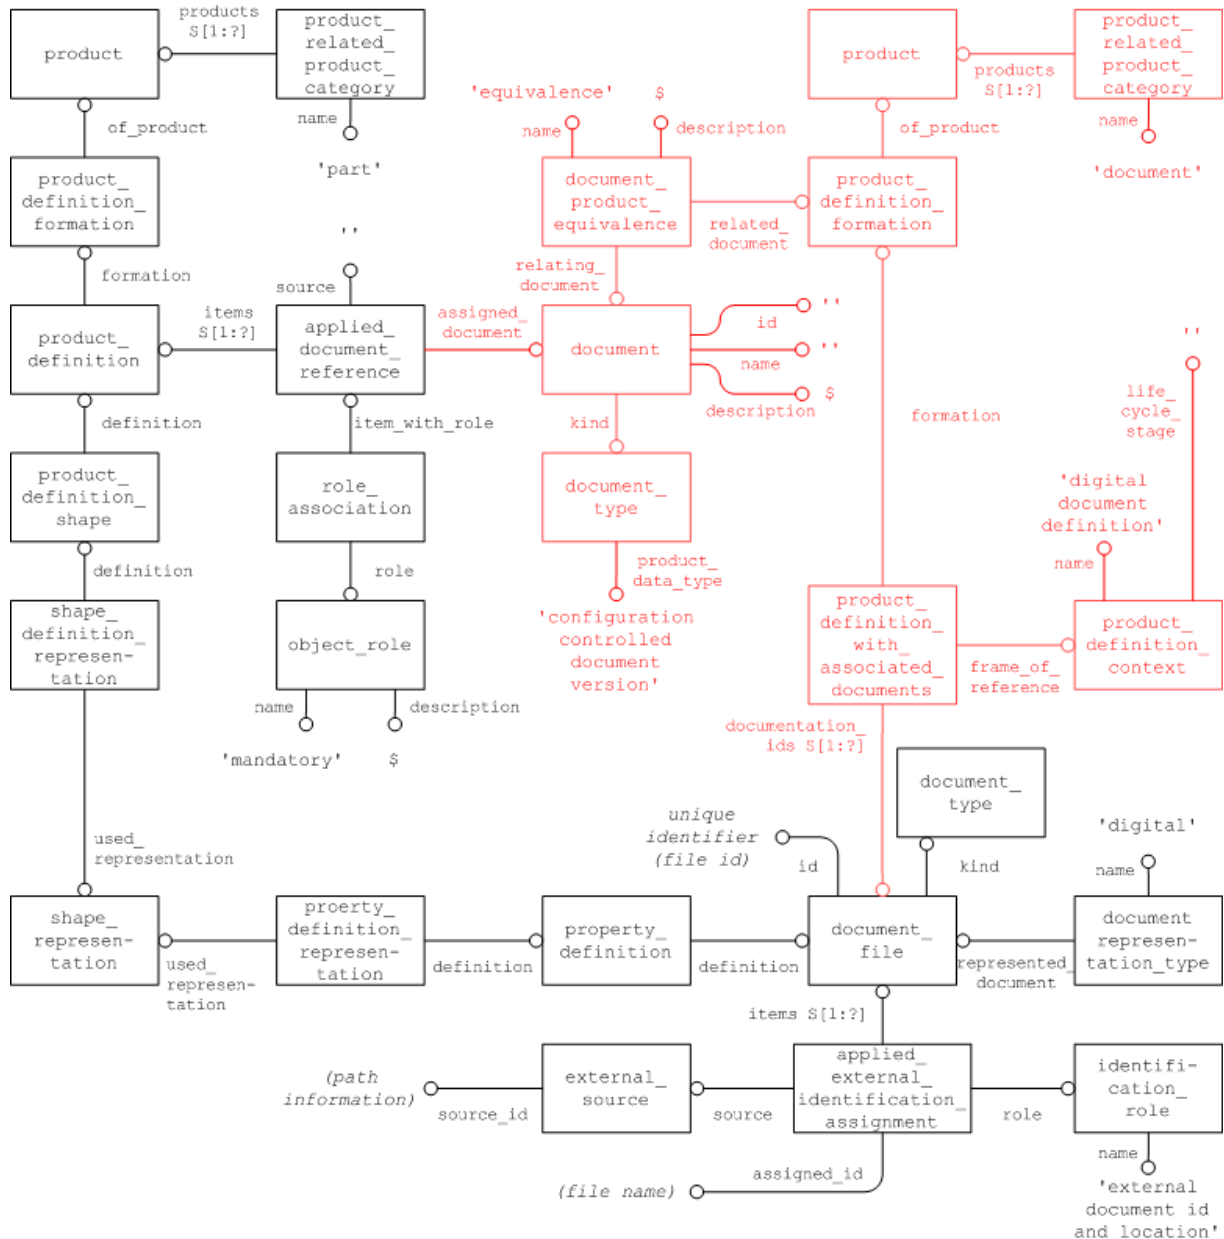 products
S[1:?]
product
product_
related_
product_
category
name
'part'
of_product
product_
definition_
formation
formation
''
source
items
S[1:?]
product_
definition
applied_
document_
reference
definition
item_with_role
product_
definition_
shape
role_
association
definition
role
shape_
definition_
represen-
tation
object_role
name
description
'mandatory'
$
used_
representation
'equivalence'
$
name
description
document_
product_
equivalence
related_
document
relating_
document
assigned_
document
document
id
''
name
''
description
$
kind
document_
type
product_
data_type
'configuration
controlled
document
version'
product
products
S[1:?]
product_
related_
product_
category
name
'document'
of_product
product_
definition_
formation
formation
''
life_
cycle_
stage
'digital
document
definition'
name
product_
definition_
with_
associated_
documents
frame_of_
reference
product_
definition_
context
documentation_
ids S[1:?]
document_
type
unique
identifier
(file id)
id
kind
'digital'
name
shape_
represen-
tation
used_
represen-
tation
proerty_
definition_
represen-
tation
definition
property_
definition
definition
document_
file
represented_
document
document
represen-
tation_type
items S[1:?]
(path
information)
source_id
external_
source
source
applied_
external_
identification_
assignment
role
identifi-
cation_
role
assigned_id
(file name)
name
'external
document id
and location'